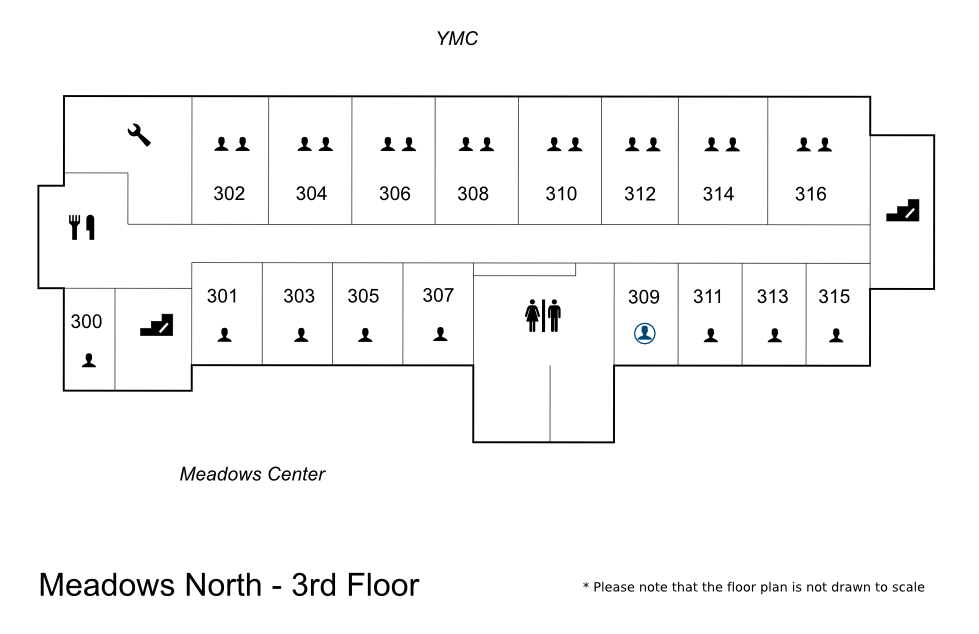 YMC
302 304 306 308 310 312 314 316
301 303 305 307 309 311 313 315
300
Meadows Center
Meadows North - 3rd Floor
* Please note that the floor plan is not drawn to scale